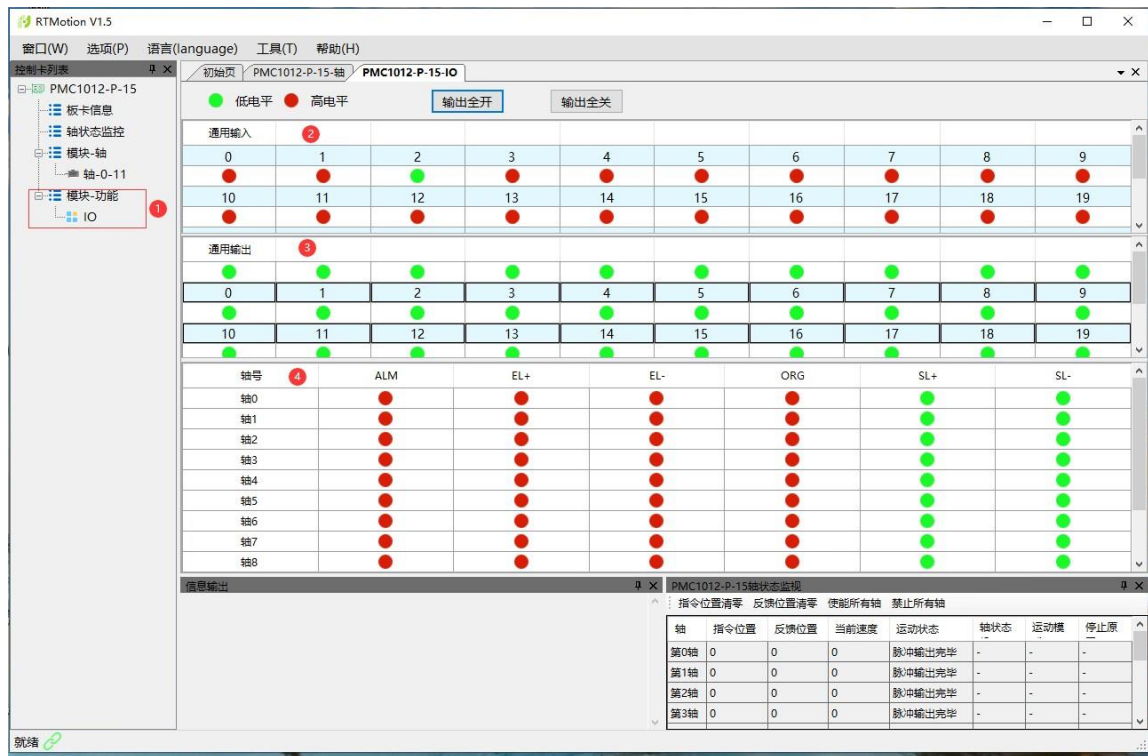 RTMotion V1.5
窗口(W) 选项(P) 语言(language) 工具(T) 帮助(H)
控制卡列表
PMC1012-P-15
板卡信息
轴状态监控
模块-轴
轴-0-11
模块-功能
IO
1
初始页 PMC1012-P-15-轴 PMC1012-P-15-IO
低电平 高电平 输出全开 输出全关
通用输入 2
0 1 2 3 4 5 6 7 8 9
10 11 12 13 14 15 16 17 18 19
通用输出 3
0 1 2 3 4 5 6 7 8 9
10 11 12 13 14 15 16 17 18 19
轴号 4 ALM EL+ EL- ORG SL+ SL-
轴0
轴1
轴2
轴3
轴4
轴5
轴6
轴7
轴8
信息输出
PMC1012-P-15轴状态监视
指令位置清零 反馈位置清零 使能所有轴 禁止所有轴
轴 指令位置 反馈位置 当前速度 运动状态 轴状态 运动模 停止原
第0轴 0 0 0 脉冲输出完毕 - - -
第1轴 0 0 0 脉冲输出完毕 - - -
第2轴 0 0 0 脉冲输出完毕 - - -
第3轴 0 0 0 脉冲输出完毕 - - -
就绪